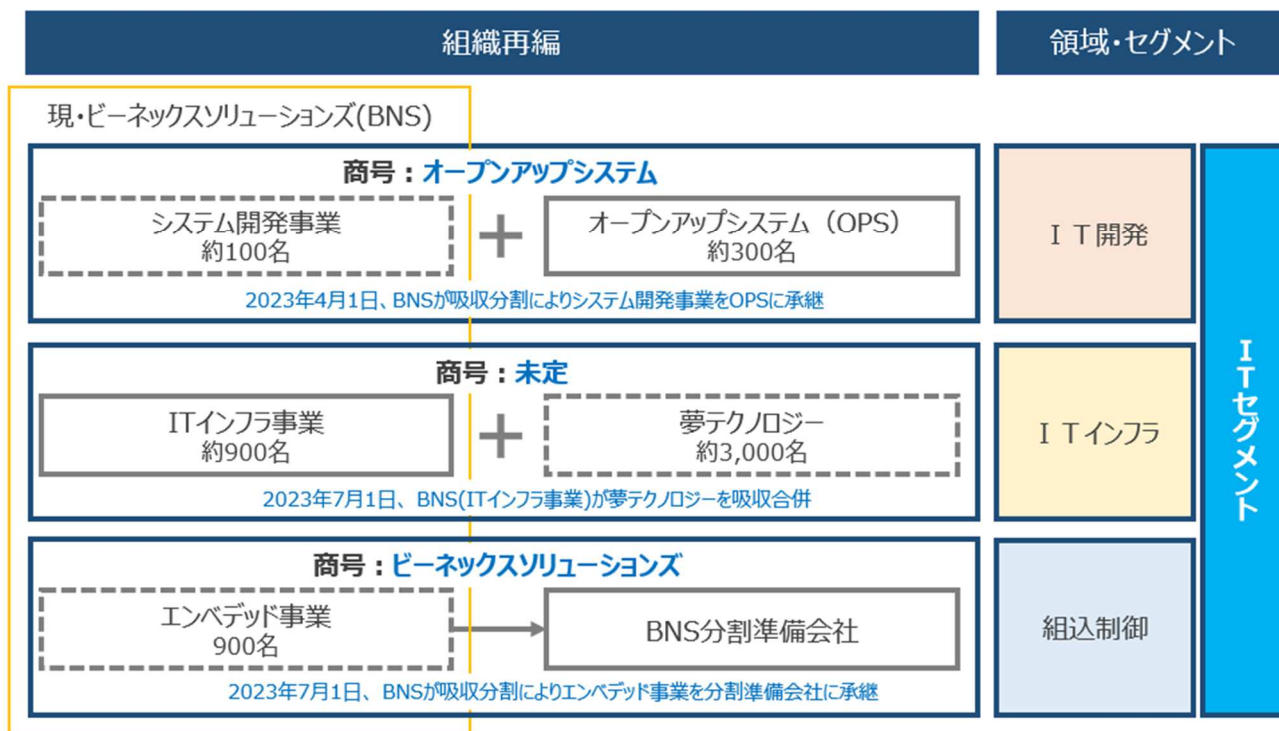 組織再編
領域・セグメント
現・ビーネックスソリューションズ(BNS)
商号：オープンアップシステム
システム開発事業
約100名
+
オープンアップシステム（OPS）
約300名
2023年4月1日、BNSが吸収分割によりシステム開発事業をOPSに承継
ＩＴ開発
商号：未定
ITインフラ事業
約900名
+
夢テクノロジー
約3,000名
2023年7月1日、BNS(ITインフラ事業)が夢テクノロジーを吸収合併
ＩＴインフラ
商号：ビーネックスソリューションズ
エンベデッド事業
900名
BNS分割準備会社
2023年7月1日、BNSが吸収分割によりエンベデッド事業を分割準備会社に承継
組込制御
ＩＴセグメント